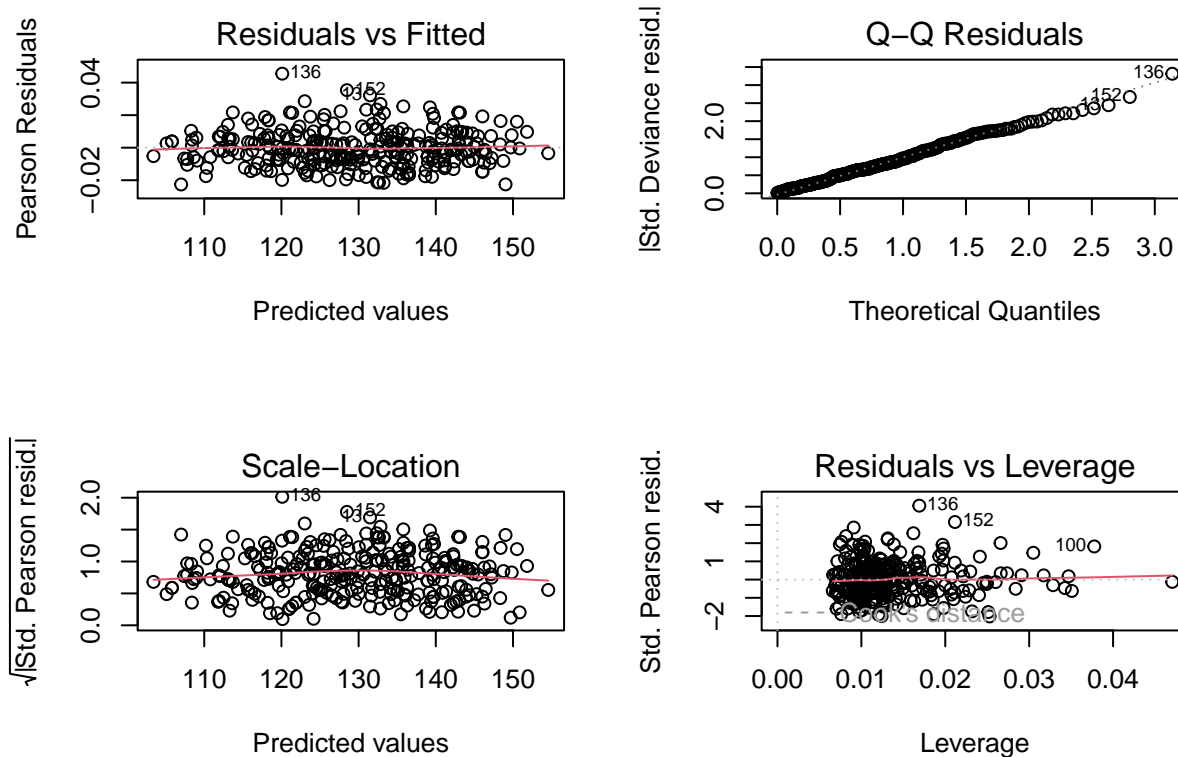 Residuals vs Fitted
Pearson Residuals
0.04
−0.02
136
152
110 120 130 140 150
Predicted values
Q−Q Residuals
|Std. Deviance resid.|
2.0
0.0
136
152
0.0 0.5 1.0 1.5 2.0 2.5 3.0
Theoretical Quantiles
Scale−Location
√|Std. Pearson resid.|
2.0
1.0
0.0
136
152
110 120 130 140 150
Predicted values
Residuals vs Leverage
Std. Pearson resid.
4
1
−2
136
152
100
Cook's distance
0.00 0.01 0.02 0.03 0.04
Leverage